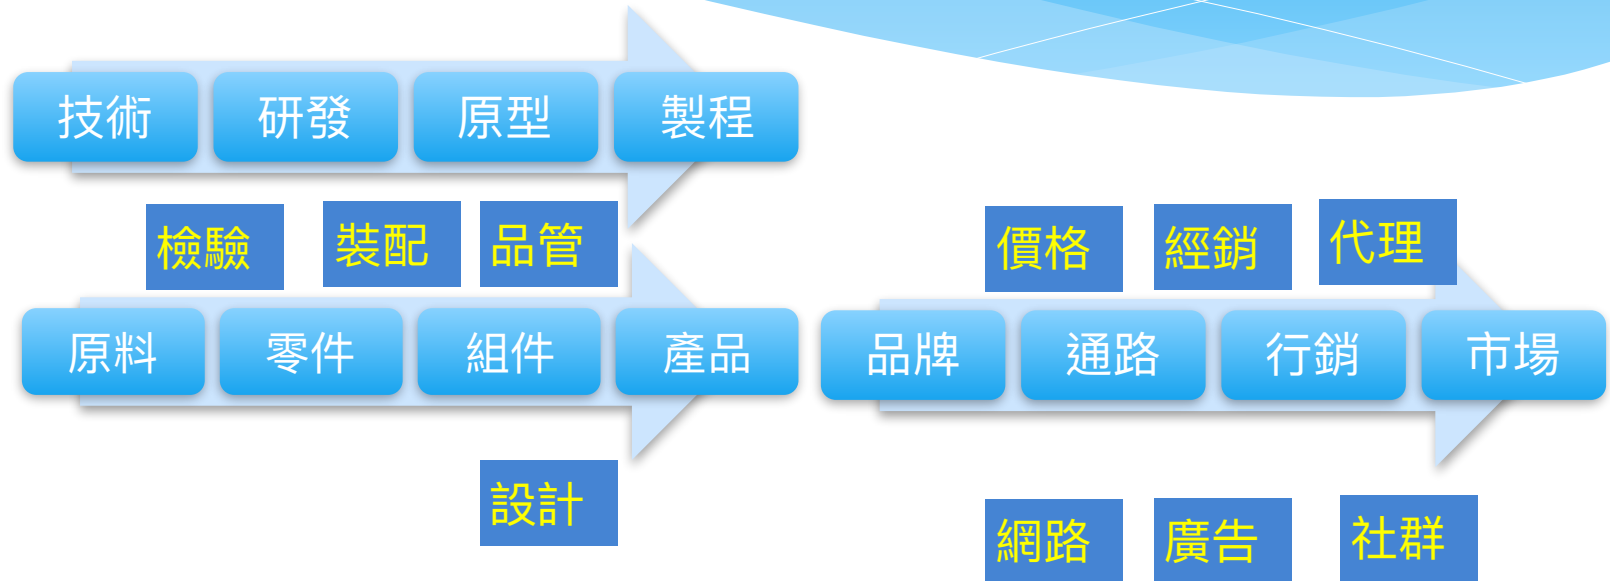 技術 研發 原型 製程
檢驗 裝配 品管
價格 經銷 代理
原料 零件 組件 產品
品牌 通路 行銷 市場
設計
網路 廣告 社群